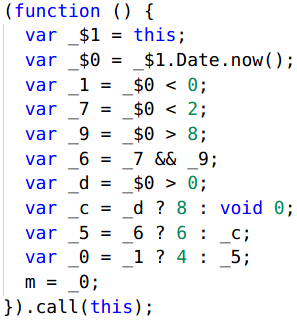 (function () {
  var _$1 = this;
  var _$0 = _$1.Date.now();
  var _1 = _$0 < 0;
  var _7 = _$0 < 2;
  var _9 = _$0 > 8;
  var _6 = _7 && _9;
  var _d = _$0 > 0;
  var _c = _d ? 8 : void 0;
  var _5 = _6 ? 6 : _c;
  var _0 = _1 ? 4 : _5;
  m = _0;
}).call(this);